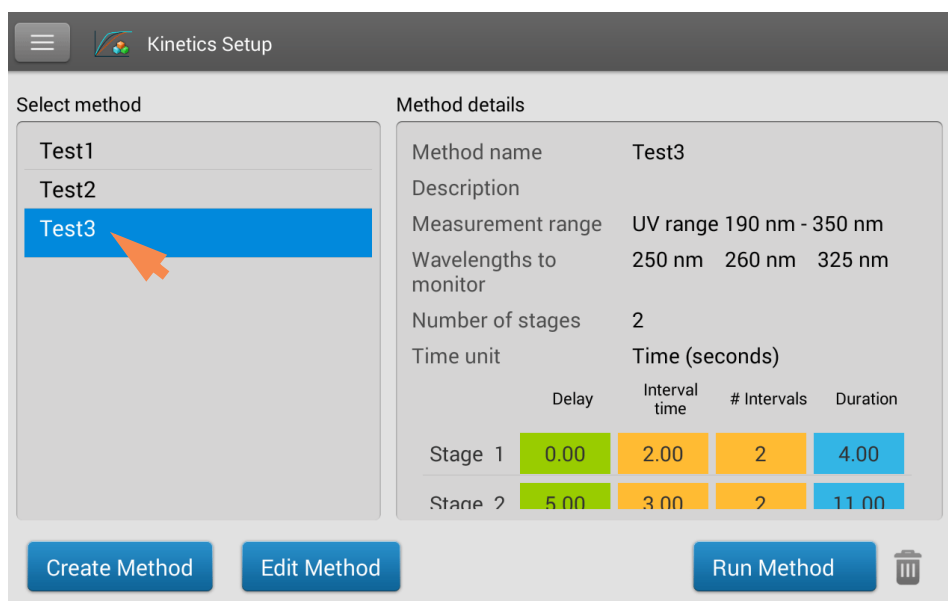 Kinetics Setup
Select method
Test1
Test2
Test3
Method details
Method name Test3
Description
Measurement range UV range 190 nm - 350 nm
Wavelengths to monitor 250 nm 260 nm 325 nm
Number of stages 2
Time unit Time (seconds)
Delay Interval time # Intervals Duration
Stage 1 0.00 2.00 2 4.00
Stage 2 5.00 3.00 2 11.00
Create Method Edit Method Run Method